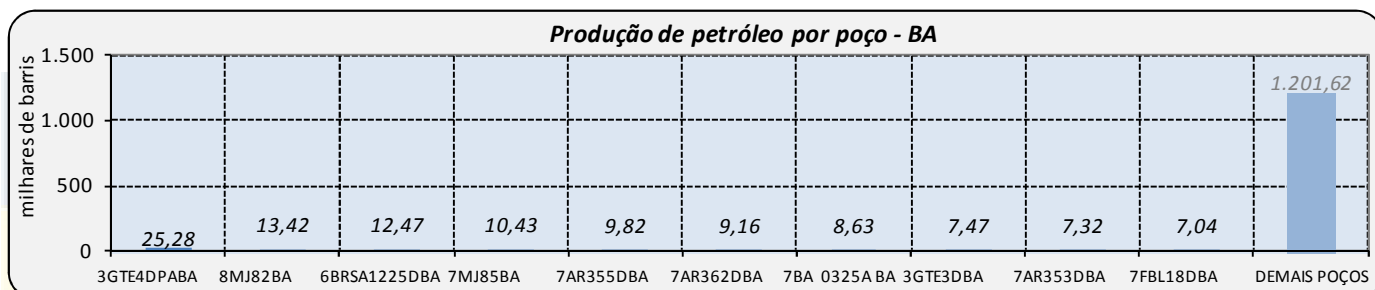 Produção de petróleo por poço - BA
milhares de barris
1.500
1.000
500
0
25,28
13,42
12,47
10,43
9,82
9,16
8,63
7,47
7,32
7,04
1.201,62
3GTE4DPABA
8MJ82BA
6BRSA1225DBA
7MJ85BA
7AR355DBA
7AR362DBA
7BA 0325A BA
3GTE3DBA
7AR353DBA
7FBL18DBA
DEMAIS POÇOS